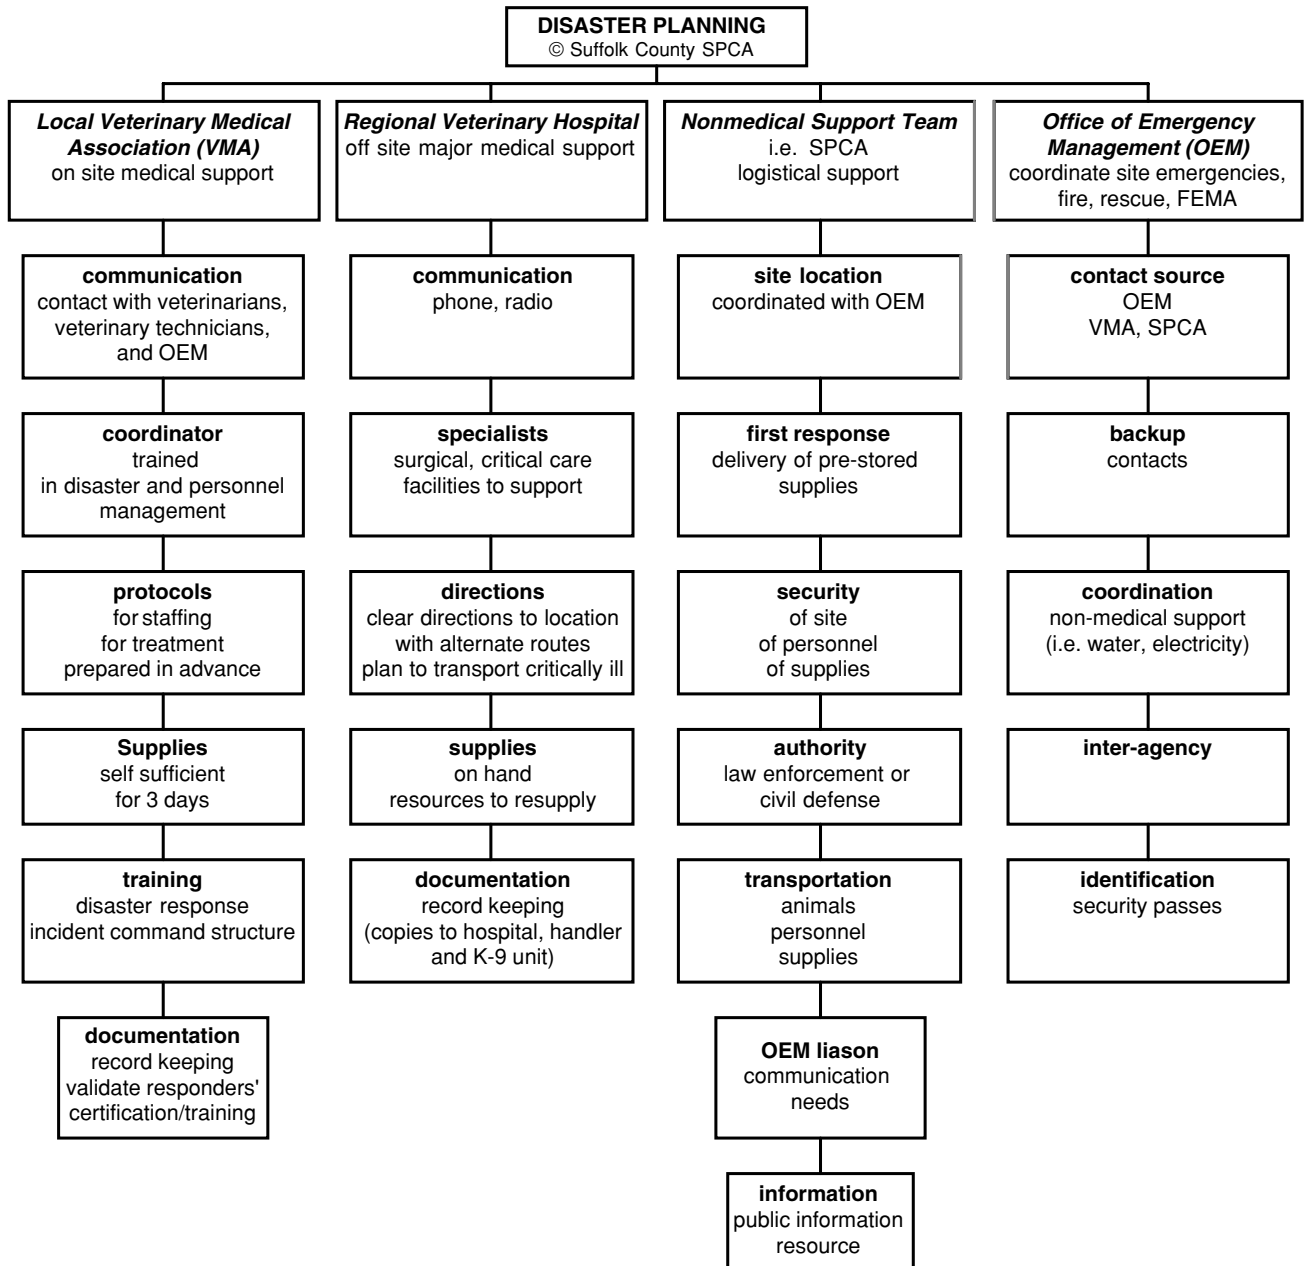 DISASTER PLANNING
© Suffolk County SPCA
Local Veterinary Medical
Association (VMA)
on site medical support
communication
contact with veterinarians,
veterinary technicians,
and OEM
coordinator
trained
in disaster and personnel
management
protocols
for staffing
for treatment
prepared in advance
Supplies
self sufficient
for 3 days
training
disaster response
incident command structure
documentation
record keeping
validate responders'
certification/training
Regional Veterinary Hospital
off site major medical support
communication
phone, radio
specialists
surgical, critical care
facilities to support
directions
clear directions to location
with alternate routes
plan to transport critically ill
supplies
on hand
resources to resupply
documentation
record keeping
(copies to hospital, handler
and K-9 unit)
Nonmedical Support Team
i.e. SPCA
logistical support
site location
coordinated with OEM
first response
delivery of pre-stored
supplies
security
of site
of personnel
of supplies
authority
law enforcement or
civil defense
transportation
animals
personnel
supplies
OEM liason
communication
needs
information
public information
resource
Office of Emergency
Management (OEM)
coordinate site emergencies,
fire, rescue, FEMA
contact source
OEM
VMA, SPCA
backup
contacts
coordination
non-medical support
(i.e. water, electricity)
inter-agency
identification
security passes